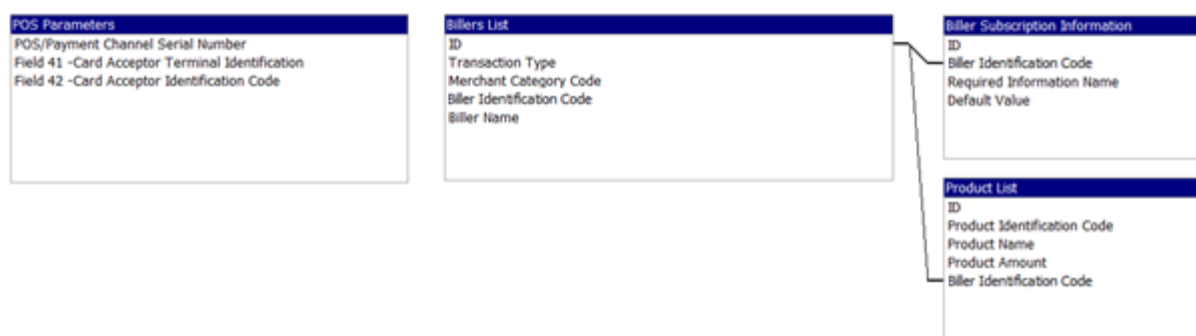 POS Parameters
POS/Payment Channel Serial Number
Field 41 -Card Acceptor Terminal Identification
Field 42 -Card Acceptor Identification Code
Billers List
ID
Transaction Type
Merchant Category Code
Biller Identification Code
Biller Name
Biller Subscription Information
ID
Biller Identification Code
Required Information Name
Default Value
Product List
ID
Product Identification Code
Product Name
Product Amount
Biller Identification Code